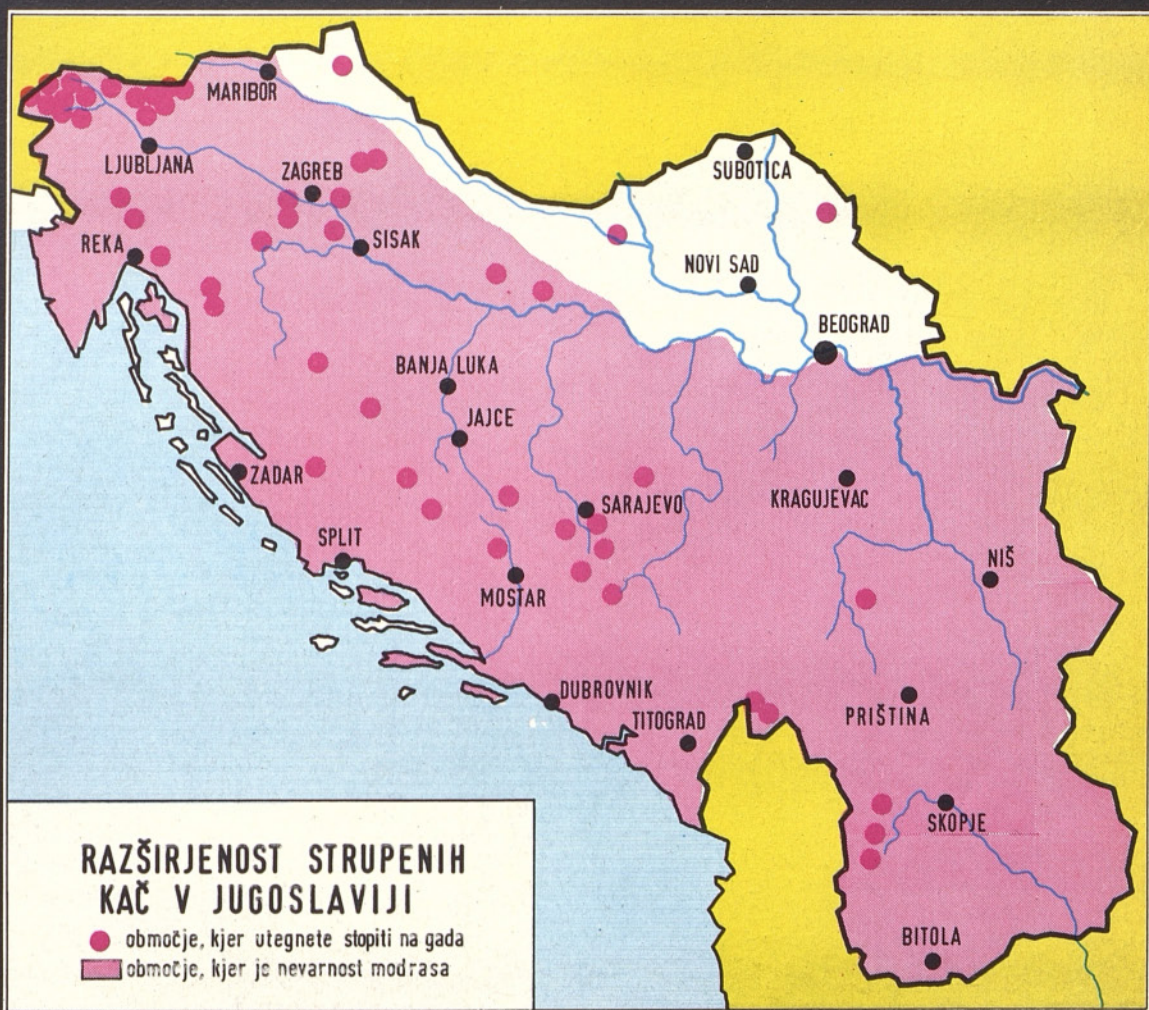 MARIBOR
LJUBLJANA
ZAGREB
SUBOTICA
REKA
SISAK
NOVI SAD
BEOGRAD
BANJA LUKA
JAJCE
ZADAR
SARAJEVO
KRAGUJEVAC
SPLIT
MOSTAR
NIŠ
DUBROVNIK
TITOGRAD
PRIŠTINA
SKOPJE
BITOLA
RAZŠIRJENOST STRUPENIH
KAČ V JUGOSLAVIJI
območje, kjer utegnete stopiti na gada
območje, kjer je nevarnost modrasa